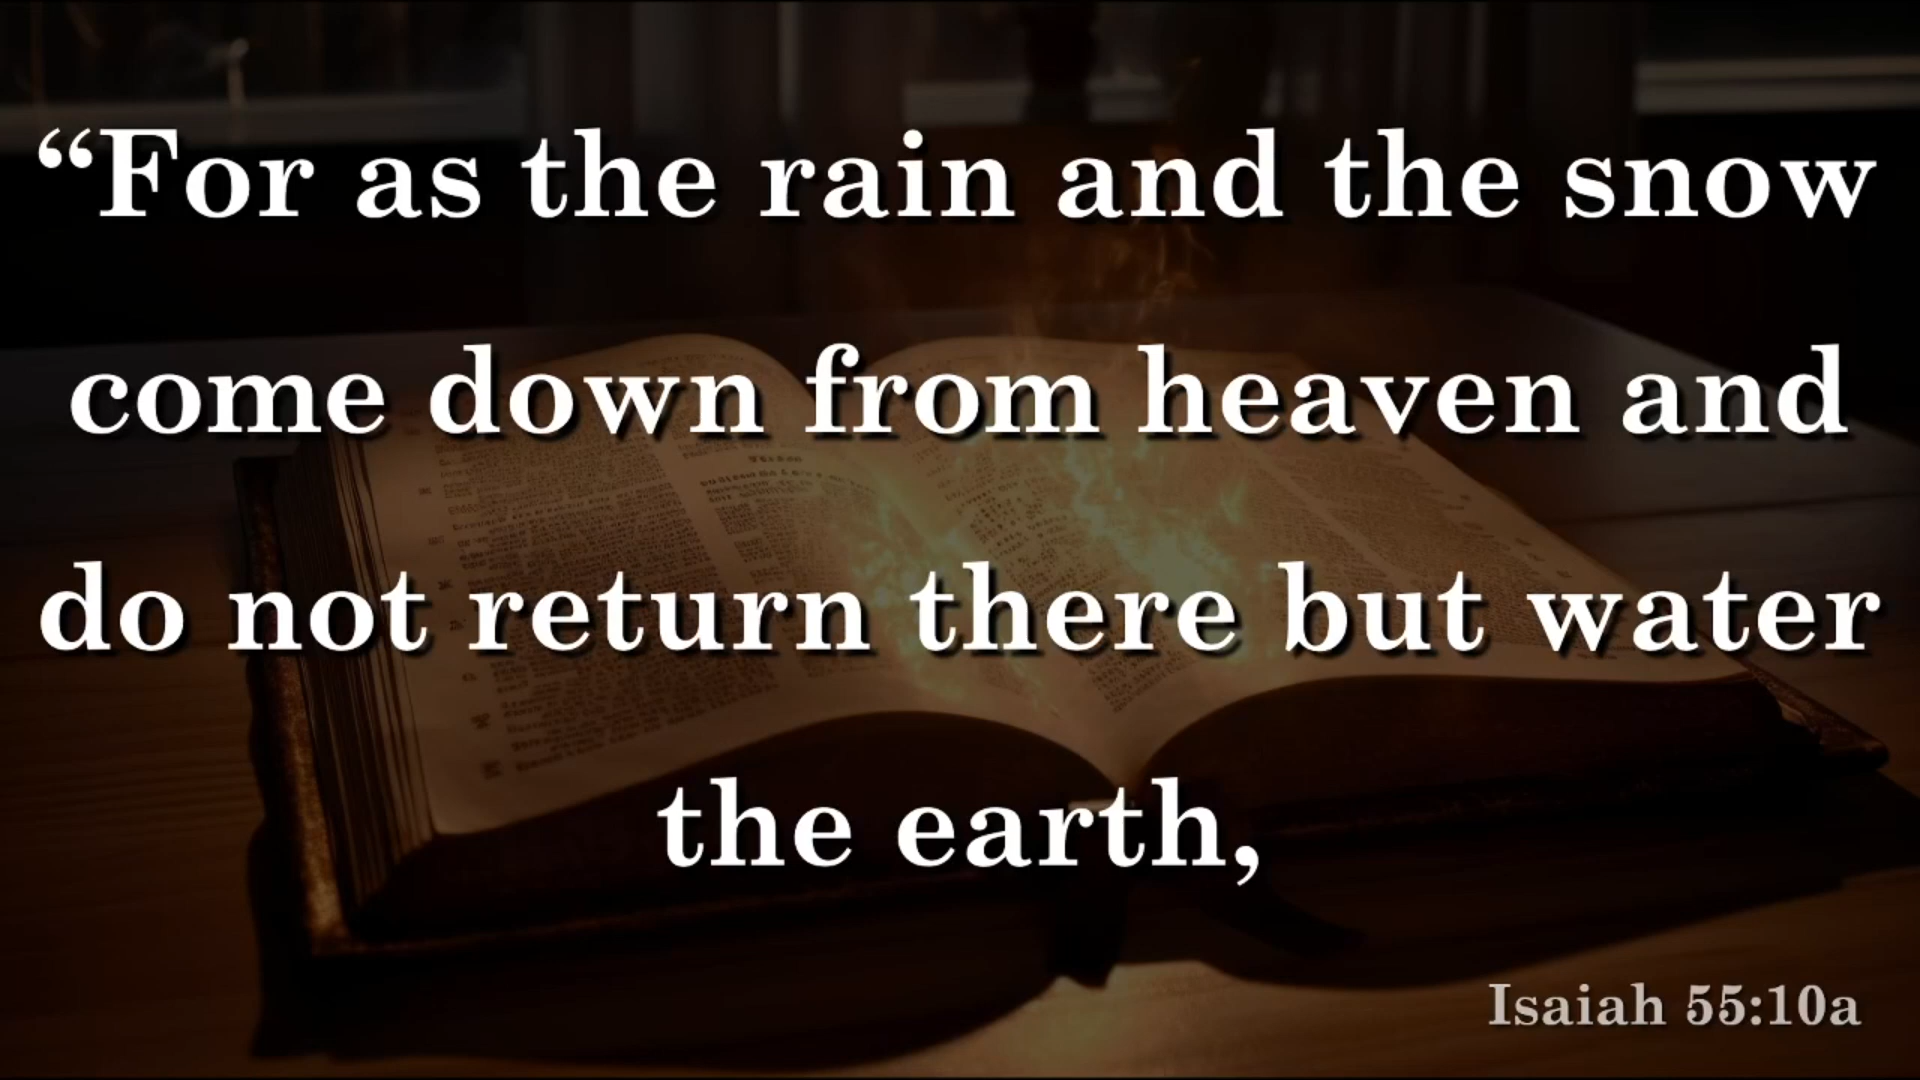 “For as the rain and the snow
come down from heaven and
do not return there but water
the earth,
Isaiah 55:10a